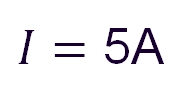 I = 5A